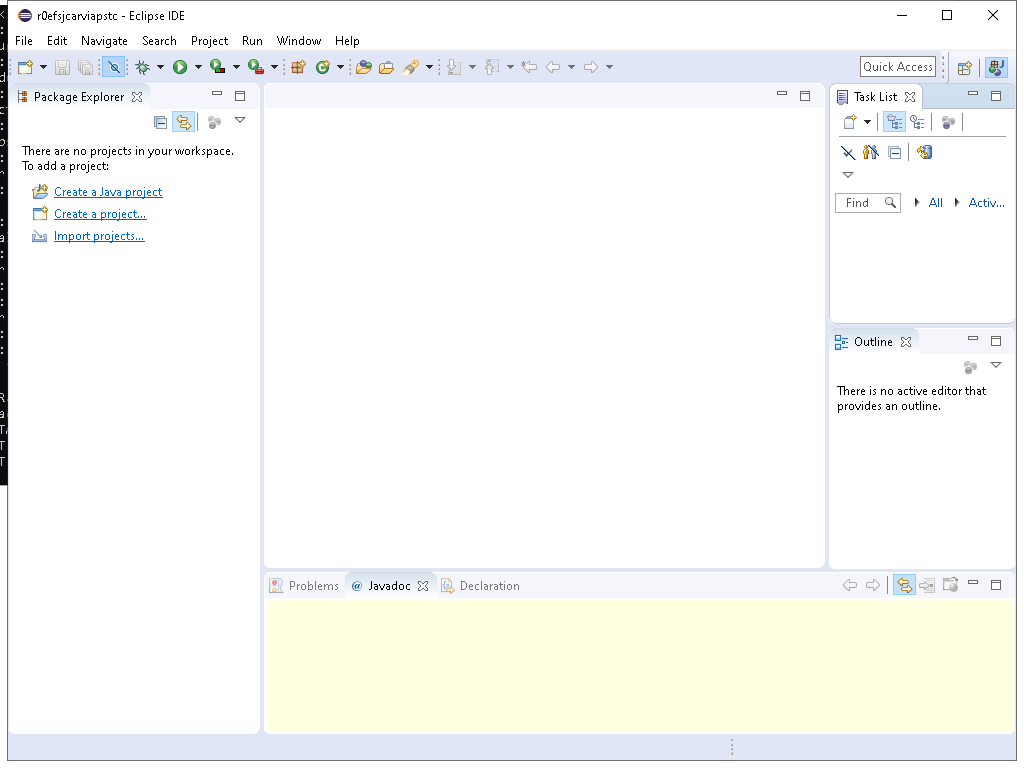 r0efsjcarviapstc - Eclipse IDE
File Edit Navigate Search Project Run Window Help
Quick Access
Package Explorer
Task List
There are no projects in your workspace.
To add a project:
Create a Java project
Create a project...
Import projects...
Find All Activ...
Outline
There is no active editor that
provides an outline.
Problems @ Javadoc Declaration